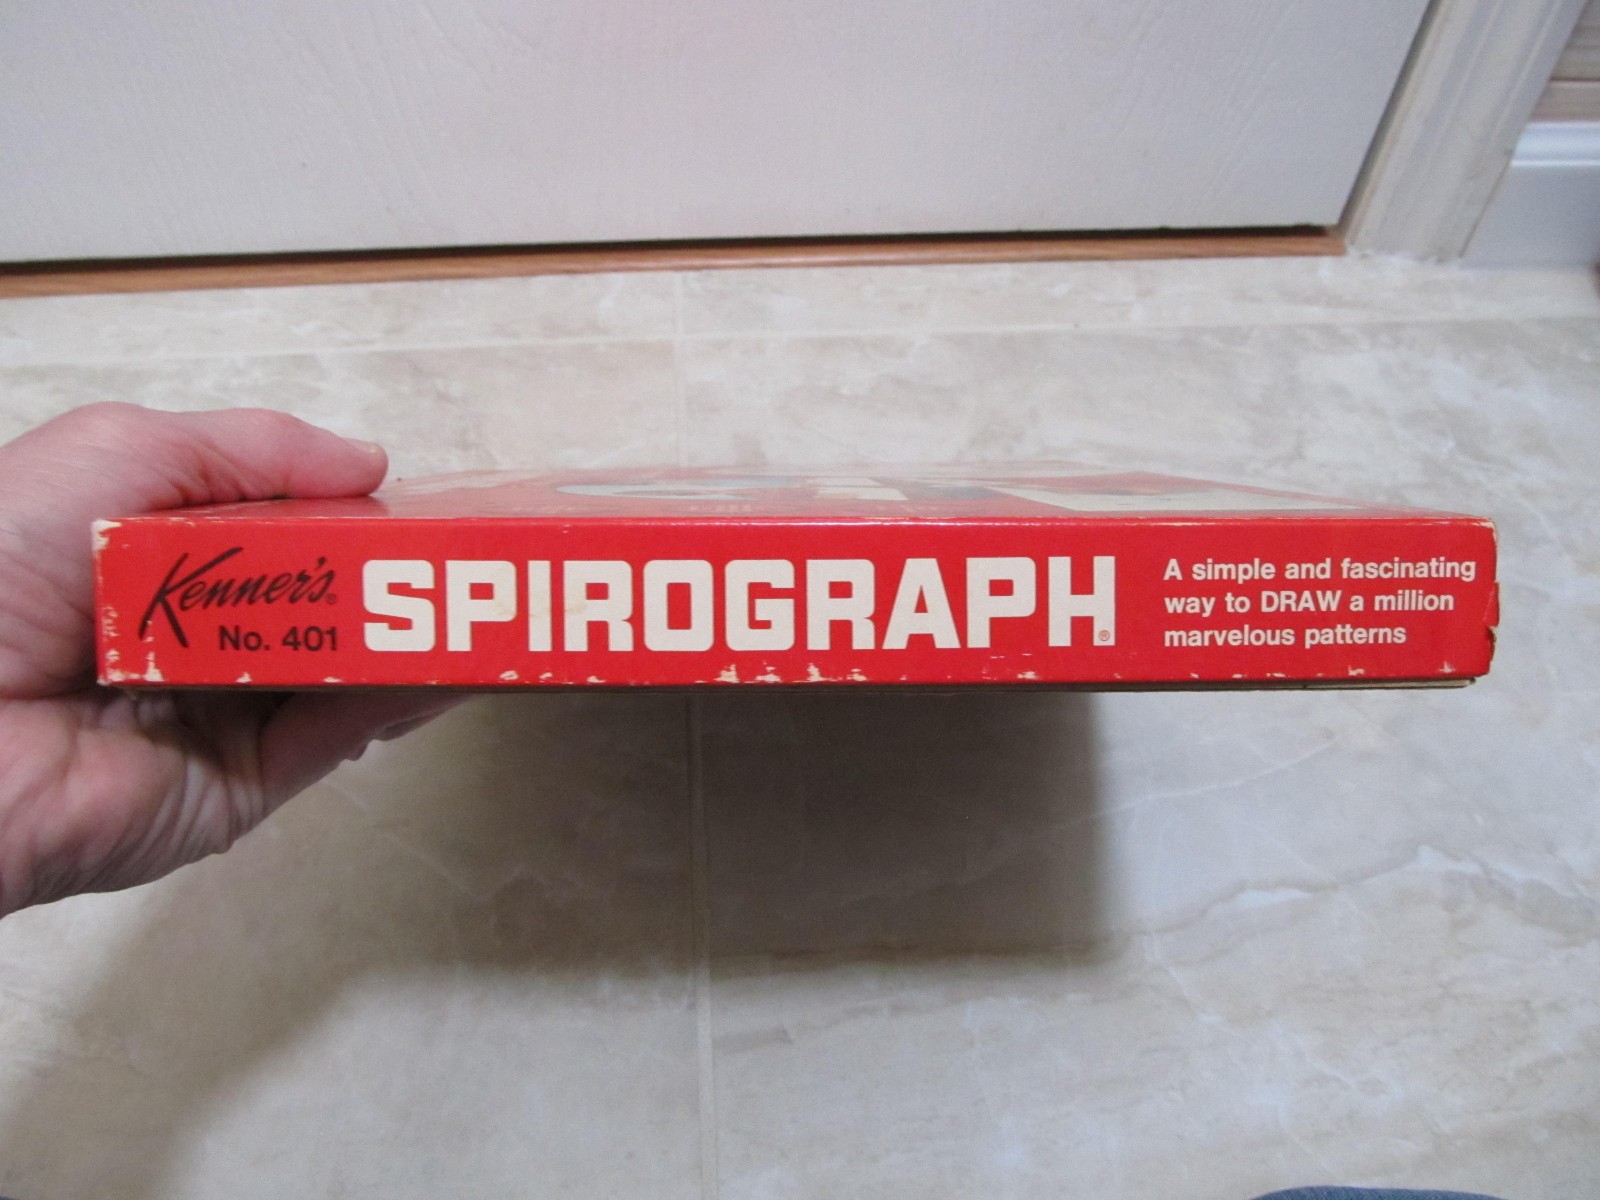 Kenner's®
No. 401
SPIROGRAPH®
A simple and fascinating
way to DRAW a million
marvelous patterns